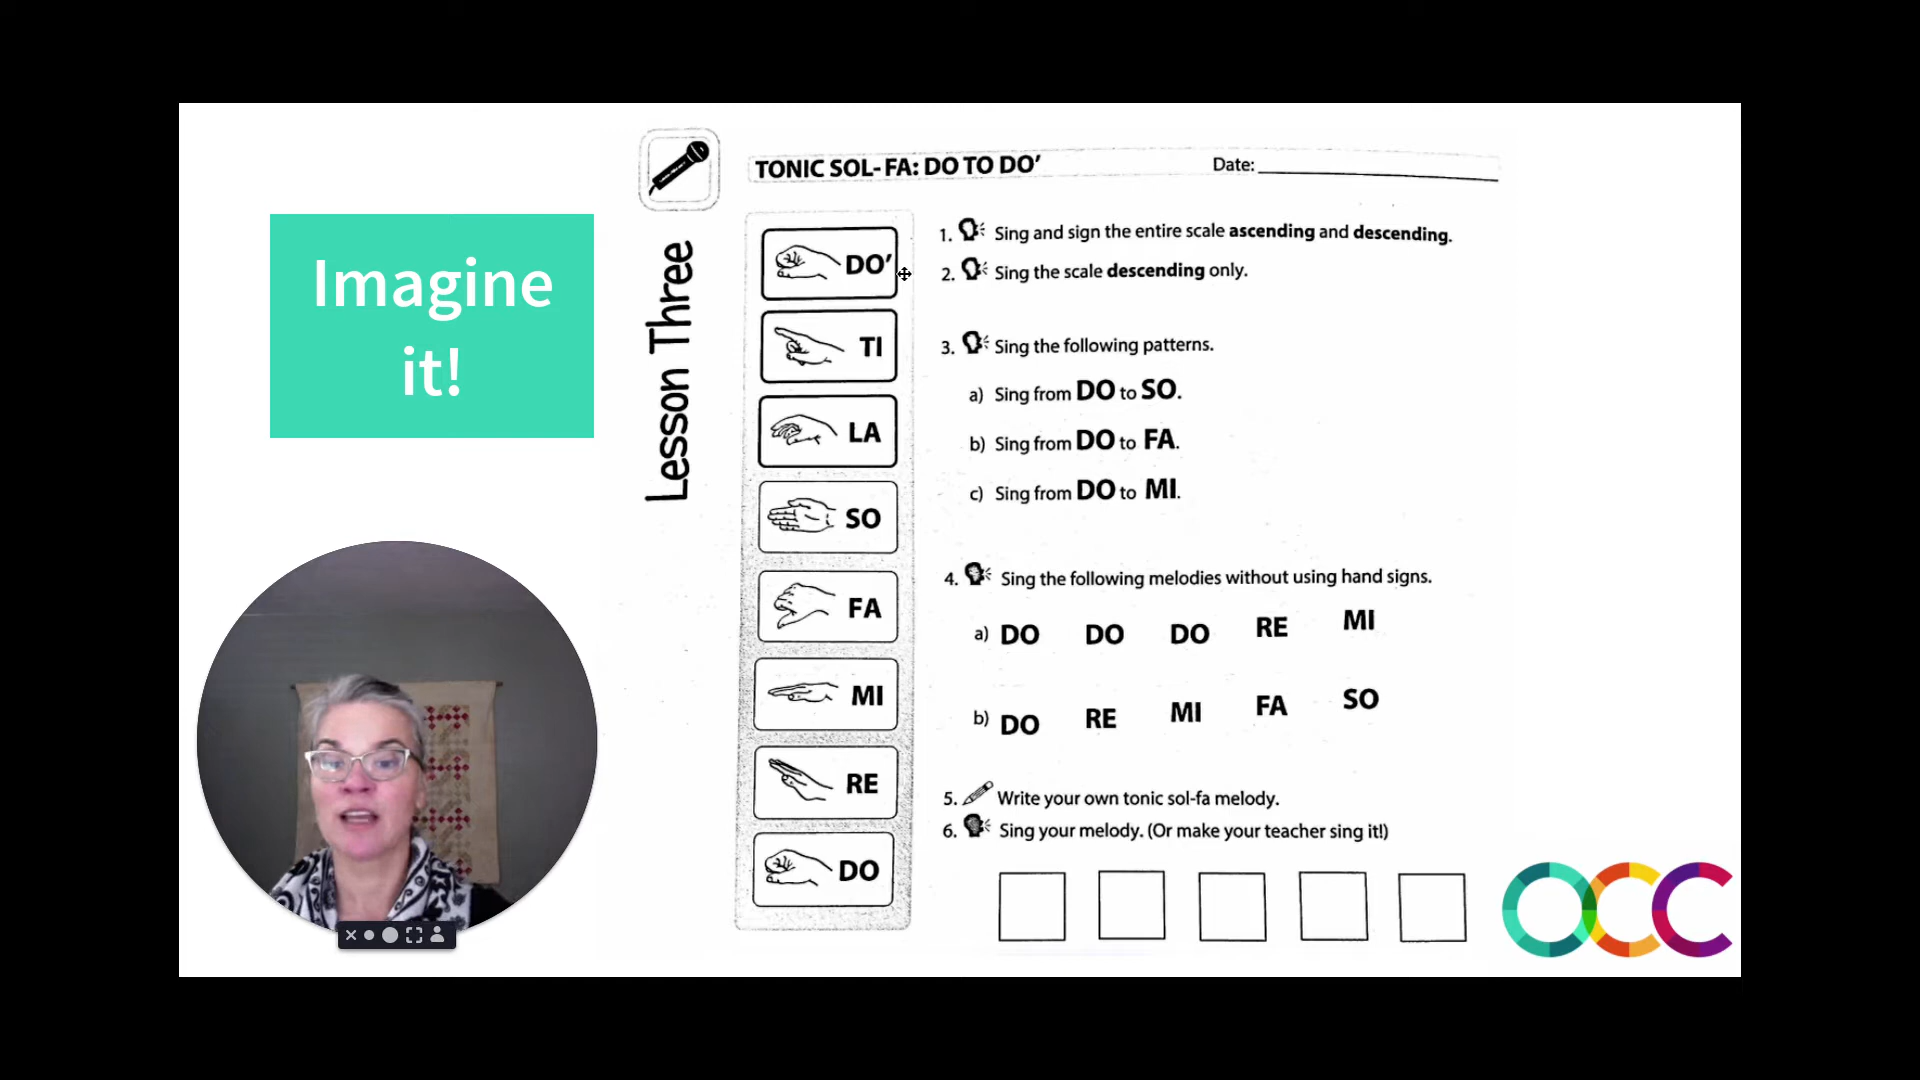 Imagine
it!
Lesson Three
TONIC SOL-FA: DO TO DO’
Date:
DO’
TI
LA
SO
FA
MI
RE
DO
1. Sing and sign the entire scale ascending and descending.
2. Sing the scale descending only.
3. Sing the following patterns.
a) Sing from DO to SO.
b) Sing from DO to FA.
c) Sing from DO to MI.
4. Sing the following melodies without using hand signs.
a) DO DO DO RE MI
b) DO RE MI FA SO
5. Write your own tonic sol-fa melody.
6. Sing your melody. (Or make your teacher sing it!)
OCC